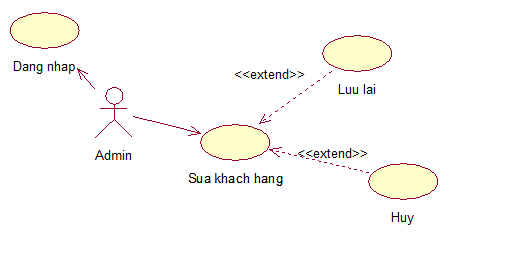 Dang nhap
Admin
<<extend>>
Luu lai
Sua khach hang
<<extend>>
Huy